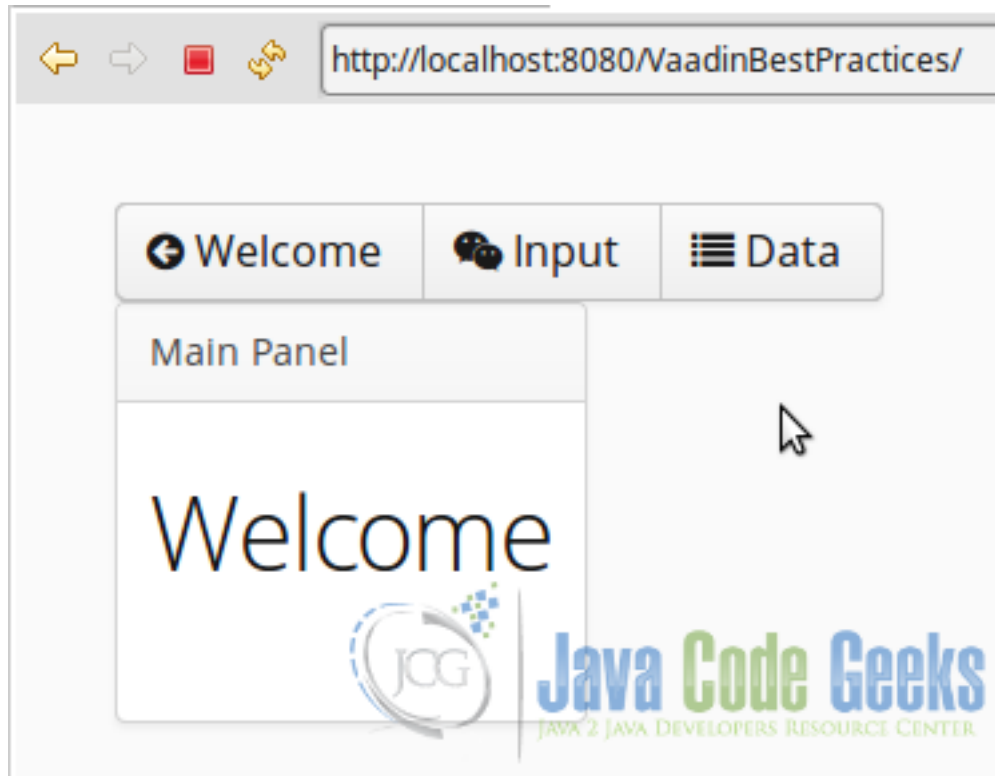 http://localhost:8080/VaadinBestPractices/
Welcome Input Data
Main Panel
Welcome
JCG
Java Code Geeks
JAVA 2 JAVA DEVELOPERS RESOURCE CENTER